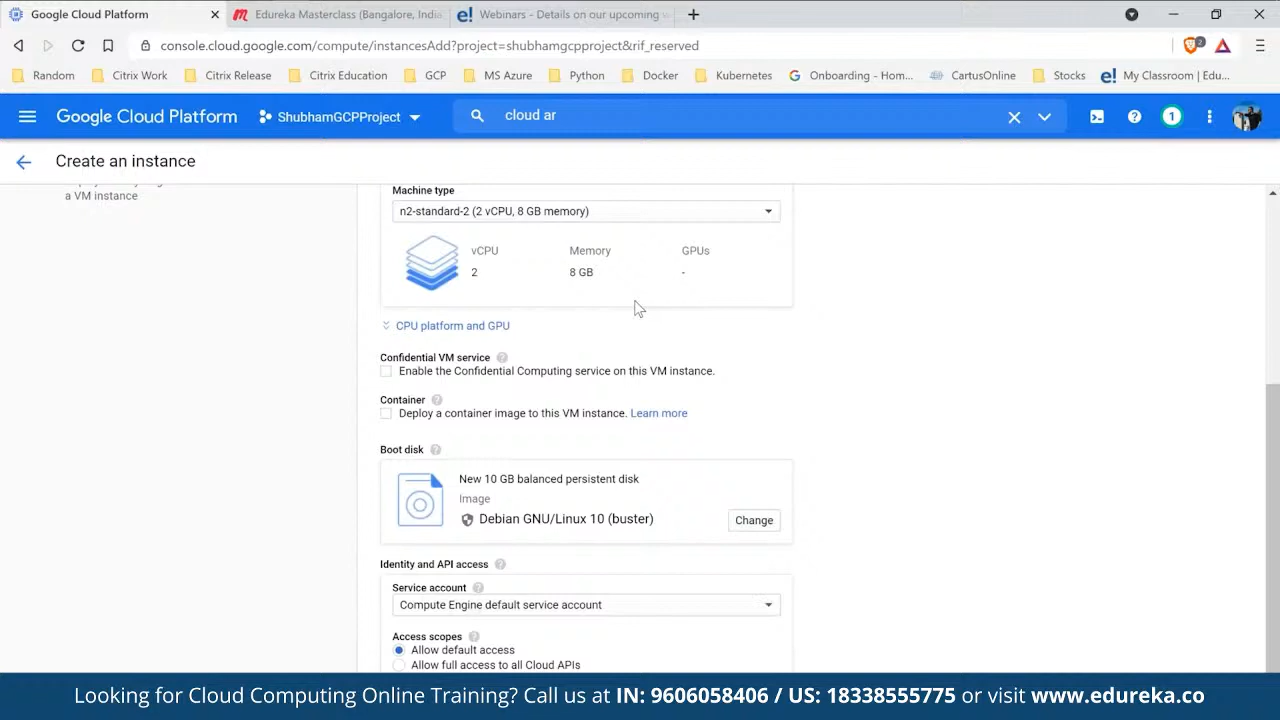 Google Cloud Platform
Edureka Masterclass (Bangalore, India
e! Webinars - Details on our upcoming w
console.cloud.google.com/compute/instancesAdd?project=shubhamgcpproject&rif_reserved
2
Random
Citrix Work
Citrix Release
Citrix Education
GCP
MS Azure
Python
Docker
Kubernetes
Onboarding - Hom...
CartusOnline
Stocks
e! My Classroom | Edu...
Google Cloud Platform
ShubhamGCPProject
cloud ar
1
Create an instance
a VM instance
Machine type
n2-standard-2 (2 vCPU, 8 GB memory)
vCPU
Memory
GPUs
2
8 GB
-
CPU platform and GPU
Confidential VM service
Enable the Confidential Computing service on this VM instance.
Container
Deploy a container image to this VM instance. Learn more
Boot disk
New 10 GB balanced persistent disk
Image
Debian GNU/Linux 10 (buster)
Change
Identity and API access
Service account
Compute Engine default service account
Access scopes
Allow default access
Allow full access to all Cloud APIs
Looking for Cloud Computing Online Training? Call us at IN: 9606058406 / US: 18338555775 or visit www.edureka.co